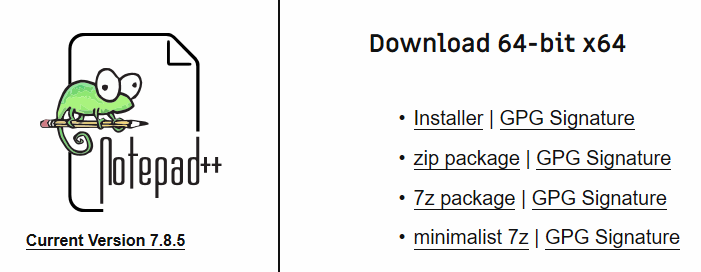 Notepad++
Current Version 7.8.5
Download 64-bit x64
• Installer | GPG Signature
• zip package | GPG Signature
• 7z package | GPG Signature
• minimalist 7z | GPG Signature